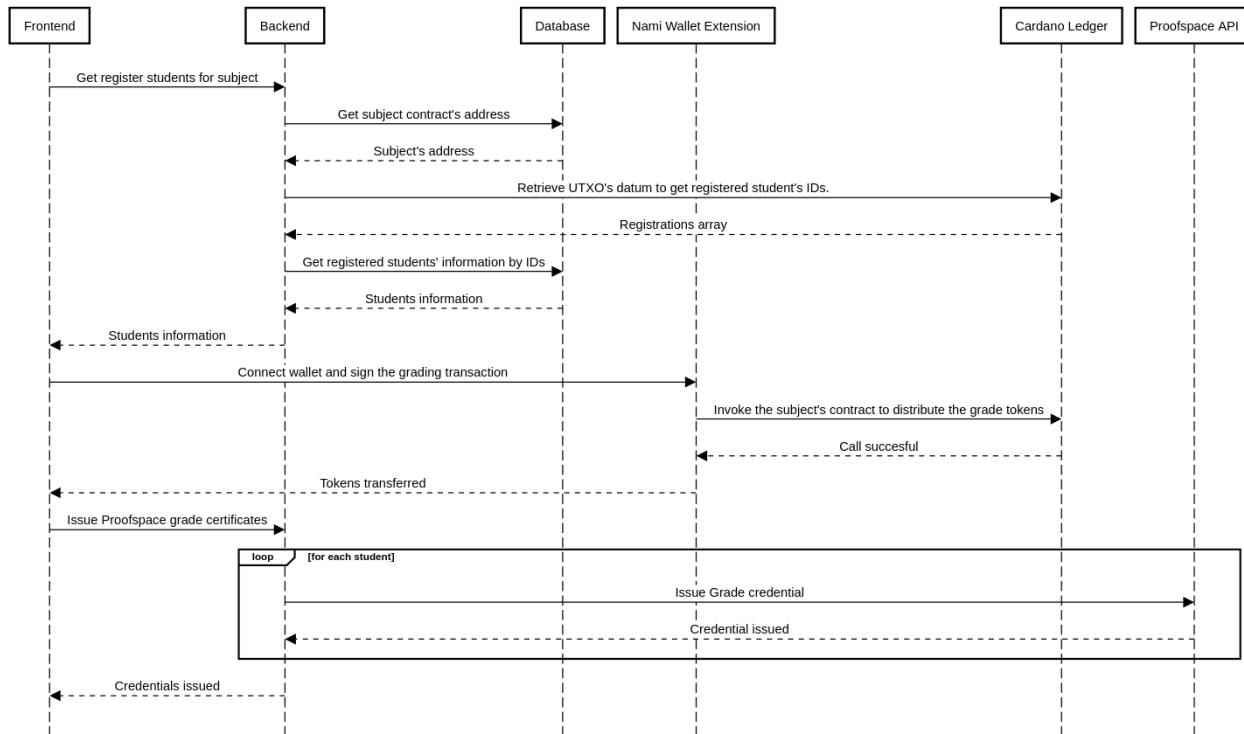 Frontend
Backend
Database
Nami Wallet Extension
Cardano Ledger
Proofspace API
Get register students for subject
Get subject contract's address
Subject's address
Retrieve UTXO's datum to get registered student's IDs.
Registrations array
Get registered students' information by IDs
Students information
Students information
Connect wallet and sign the grading transaction
Invoke the subject's contract to distribute the grade tokens
Call succesful
Tokens transferred
Issue Proofspace grade certificates
loop [for each student]
Issue Grade credential
Credential issued
Credentials issued